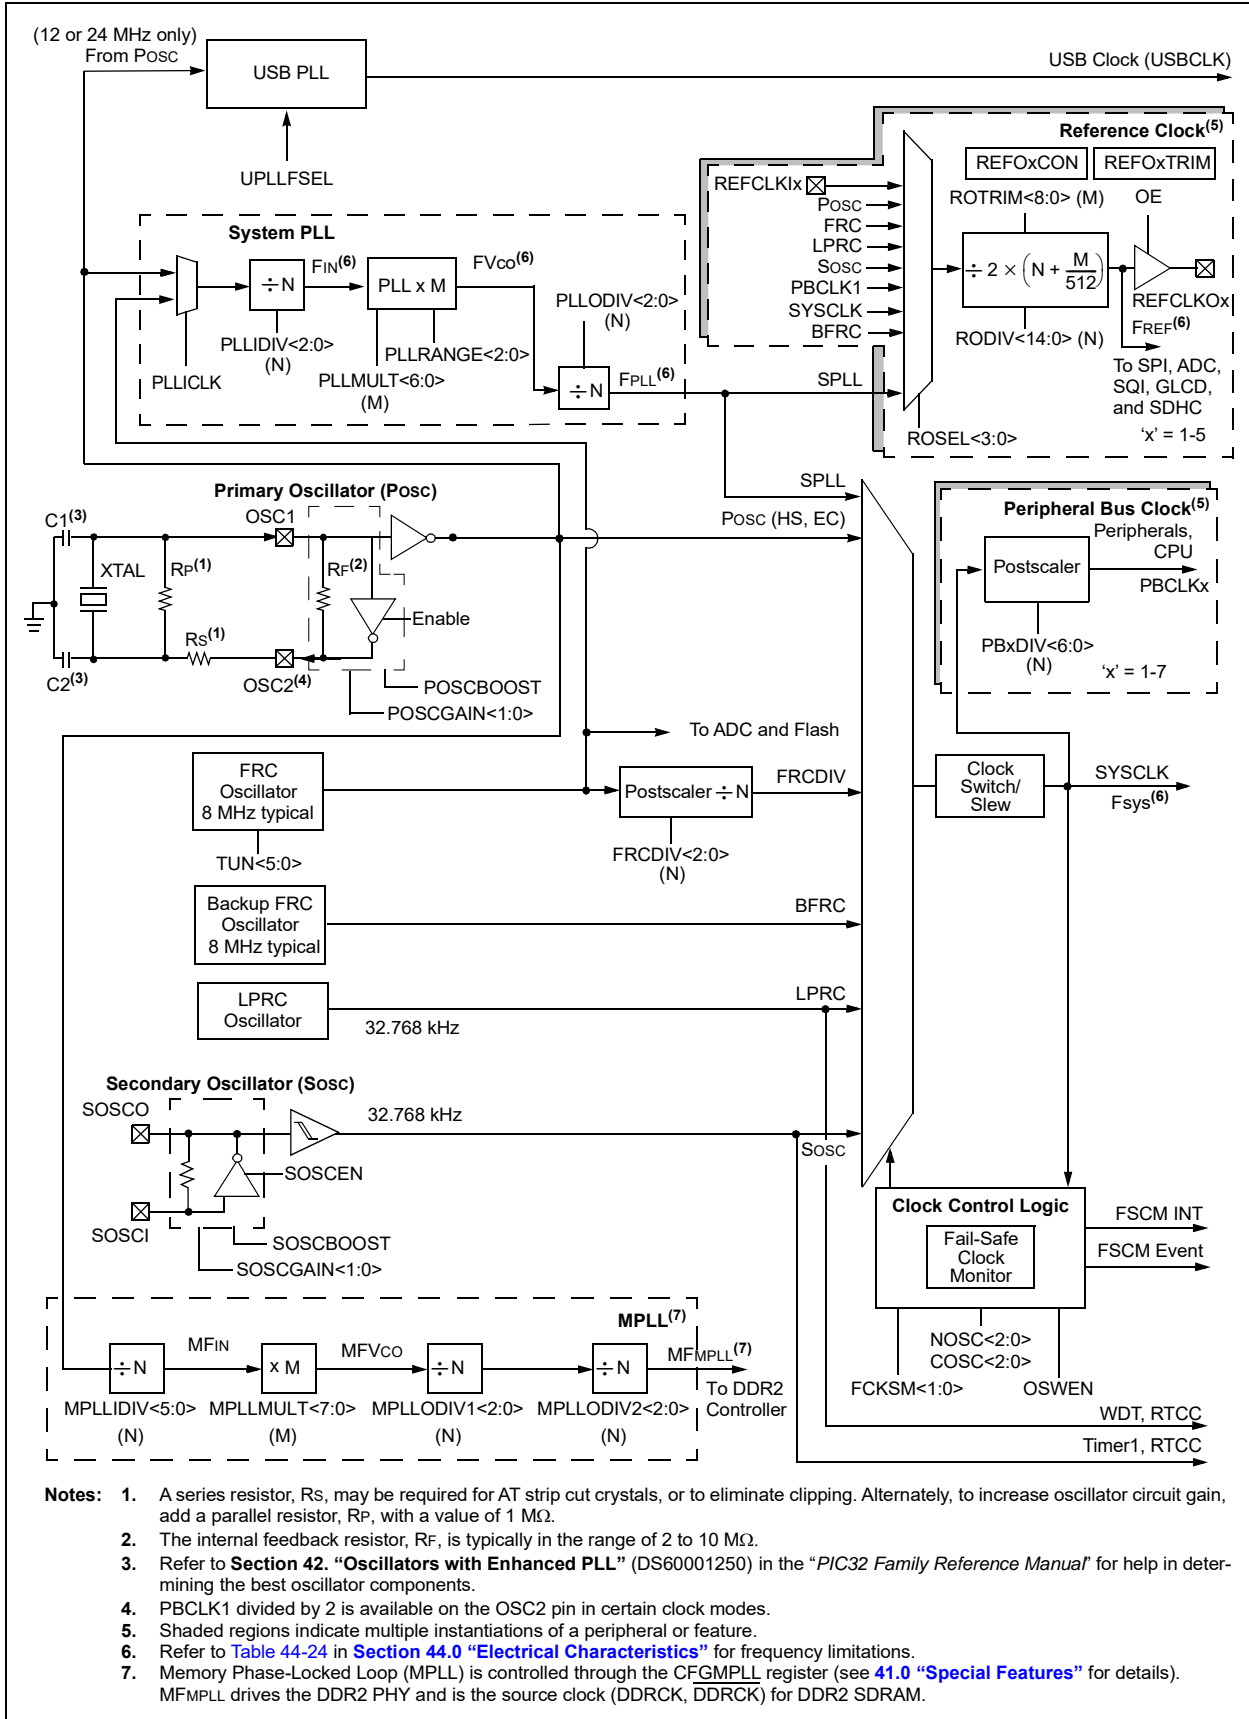 (12 or 24 MHz only)
From POSC
USB PLL
USB Clock (USBCLK)
UPLLFSEL
Reference Clock(5)
REFOxCON
REFOxTRIM
REFCLKIx
POSC
FRC
LPRC
SOSC
PBCLK1
SYSCLK
BFRC
ROTRIM<8:0> (M)
OE
÷ 2 × (N + M/512)
REFCLKOx
RODIV<14:0> (N)
FREF(6)
To SPI, ADC,
SQI, GLCD,
and SDHC
'x' = 1-5
SPLL
ROSEL<3:0>
System PLL
FIN(6)
FVCO(6)
÷ N
PLL x M
PLLODIV<2:0>
(N)
PLLIDIV<2:0>
(N)
PLLRANGE<2:0>
PLLICLK
PLLMULT<6:0>
(M)
÷ N
FPLL(6)
SPLL
Primary Oscillator (POSC)
C1(3)
OSC1
POSC (HS, EC)
XTAL
RP(1)
RF(2)
Enable
RS(1)
C2(3)
OSC2(4)
POSCBOOST
POSCGAIN<1:0>
Peripheral Bus Clock(5)
Peripherals,
CPU
Postscaler
PBCLKx
PBxDIV<6:0>
(N)
'x' = 1-7
To ADC and Flash
FRC
Oscillator
8 MHz typical
TUN<5:0>
Postscaler ÷ N
FRCDIV
FRCDIV<2:0>
(N)
Clock
Switch/
Slew
SYSCLK
Fsys(6)
Backup FRC
Oscillator
8 MHz typical
BFRC
LPRC
Oscillator
32.768 kHz
LPRC
Secondary Oscillator (SOSC)
SOSCO
32.768 kHz
SOSC
SOSCEN
SOSCI
SOSCBOOST
SOSCGAIN<1:0>
Clock Control Logic
Fail-Safe
Clock
Monitor
FSCM INT
FSCM Event
NOSC<2:0>
COSC<2:0>
FCKSM<1:0>
OSWEN
WDT, RTCC
Timer1, RTCC
MPLL(7)
÷ N
MFIN
x M
MFVCO
÷ N
÷ N
MFMPLL(7)
To DDR2
Controller
MPLLIDIV<5:0>
(N)
MPLLMULT<7:0>
(M)
MPLLODIV1<2:0>
(N)
MPLLODIV2<2:0>
(N)
Notes: 1. A series resistor, RS, may be required for AT strip cut crystals, or to eliminate clipping. Alternately, to increase oscillator circuit gain,
add a parallel resistor, RP, with a value of 1 MΩ.
2. The internal feedback resistor, RF, is typically in the range of 2 to 10 MΩ.
3. Refer to Section 42. “Oscillators with Enhanced PLL” (DS60001250) in the “PIC32 Family Reference Manual” for help in deter-
mining the best oscillator components.
4. PBCLK1 divided by 2 is available on the OSC2 pin in certain clock modes.
5. Shaded regions indicate multiple instantiations of a peripheral or feature.
6. Refer to Table 44-24 in Section 44.0 “Electrical Characteristics” for frequency limitations.
7. Memory Phase-Locked Loop (MPLL) is controlled through the CFGMPLL register (see 41.0 “Special Features” for details).
MFMPLL drives the DDR2 PHY and is the source clock (DDRCK, D̅D̅R̅C̅K̅) for DDR2 SDRAM.